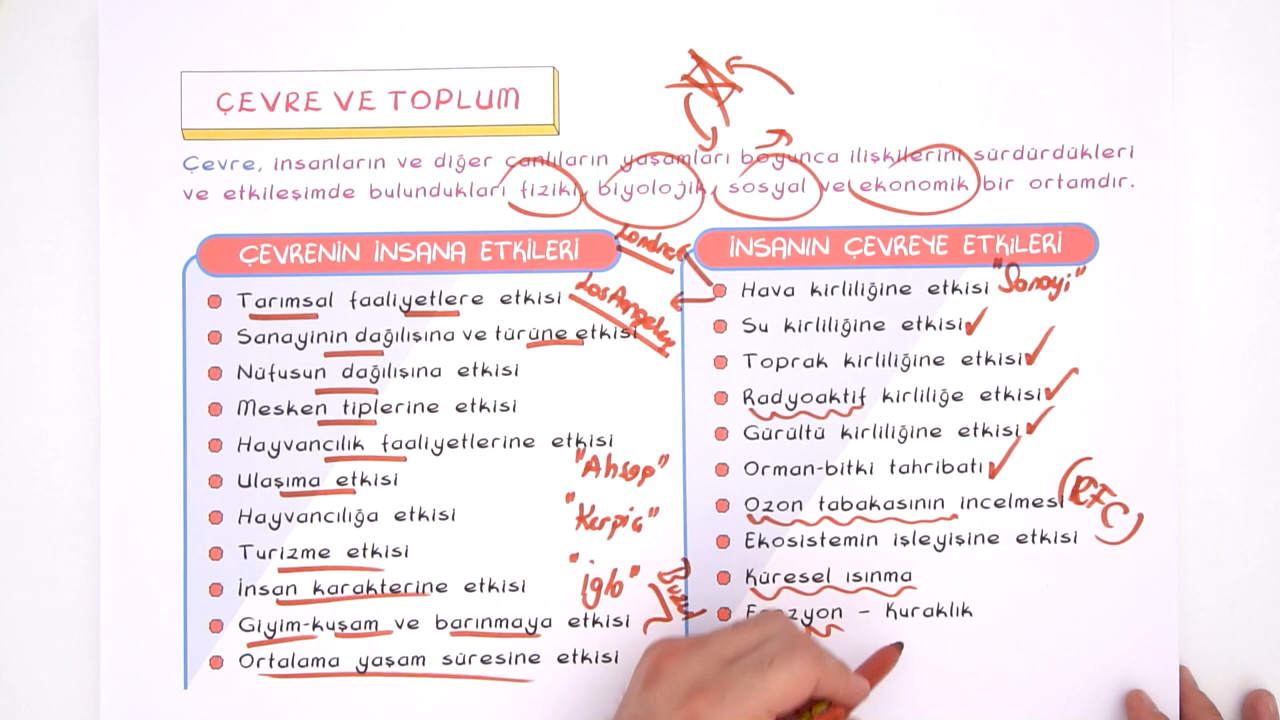 ÇEVRE VE TOPLUM
Çevre, insanların ve diğer canlıların yaşamları boyunca ilişkilerini sürdürdükleri
ve etkileşimde bulundukları fiziki, biyolojik, sosyal ve ekonomik bir ortamdır.
ÇEVRENİN İNSANA ETKİLERİ
Tarımsal faaliyetlere etkisi
Sanayinin dağılışına ve türüne etkisi
Nüfusun dağılışına etkisi
Mesken tiplerine etkisi
Hayvancılık faaliyetlerine etkisi
Ulaşıma etkisi
Hayvancılığa etkisi
Turizme etkisi
İnsan karakterine etkisi
Giyim-kuşam ve barınmaya etkisi
Ortalama yaşam süresine etkisi
Londra
Los Angeles
"Ahşap"
"Kerpiç"
"İglo"
Buzul
İNSANIN ÇEVREYE ETKİLERİ
Hava kirliliğine etkisi "Sanayi"
Su kirliliğine etkisi
Toprak kirliliğine etkisi
Radyoaktif kirliliğe etkisi
Gürültü kirliliğine etkisi
Orman-bitki tahribatı
Ozon tabakasının incelmesi
Ekosistemin işleyişine etkisi
Küresel ısınma
Erozyon - Kuraklık